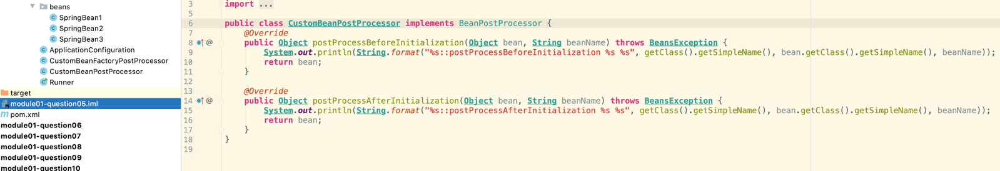 beans
SpringBean1
SpringBean2
SpringBean3
ApplicationConfiguration
CustomBeanFactoryPostProcessor
CustomBeanPostProcessor
Runner
target
module01-question05.iml
pom.xml
module01-question06
module01-question07
module01-question08
module01-question09
module01-question10
3 import ...
5
6 public class CustomBeanPostProcessor implements BeanPostProcessor {
7 @Override
8 @ public Object postProcessBeforeInitialization(Object bean, String beanName) throws BeansException {
9 System.out.println(String.format("%s::postProcessBeforeInitialization %s %s", getClass().getSimpleName(), bean.getClass().getSimpleName(), beanName));
10 return bean;
11 }
12
13 @Override
14 @ public Object postProcessAfterInitialization(Object bean, String beanName) throws BeansException {
15 System.out.println(String.format("%s::postProcessAfterInitialization %s %s", getClass().getSimpleName(), bean.getClass().getSimpleName(), beanName));
16 return bean;
17 }
18 }
19